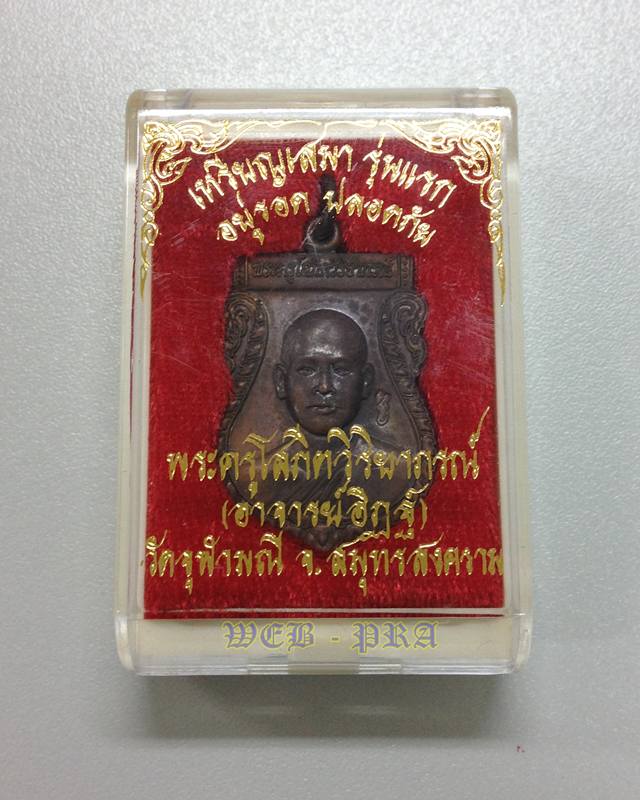 เหรียญเสมา รุ่นแรก
อยู่รอด ปลอดภัย
พระครูโสภิตวิริยาภรณ์
(อาจารย์อิฏฐ์)
วัดจุฬามณี จ. สมุทรสงคราม
WEB - PRA